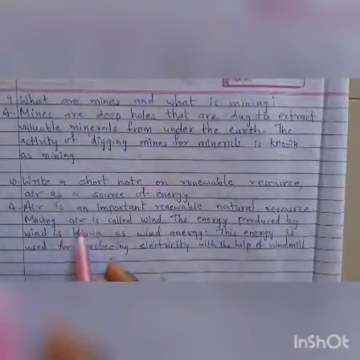 9. What are mines and what is mining?
A. Mines are deep holes that are dug to extract
valuable minerals from under the earth. The
activity of digging mines for minerals is known
as mining.
10. Write a short note on renewable resource,
air as a source of energy.
A. Air is an important renewable natural resource.
Moving air is called wind. The energy produced by
wind is known as wind energy. This energy is
used for producing electricity with the help of windmill
InShOt